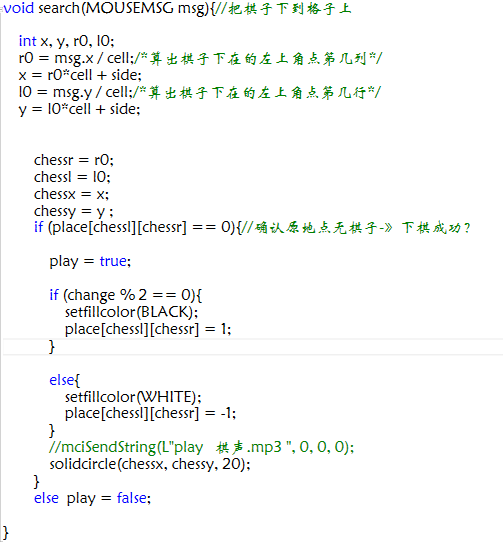 void search(MOUSEMSG msg){//把棋子下到格子上
int x, y, r0, l0;
r0 = msg.x / cell;/*算出棋子下在的左上角点第几列*/
x = r0*cell + side;
l0 = msg.y / cell;/*算出棋子下在的左上角点第几行*/
y = l0*cell + side;
chessr = r0;
chessl = l0;
chessx = x;
chessy = y ;
if (place[chessl][chessr] == 0){//确认原地点无棋子-》下棋成功？
play = true;
if (change % 2 == 0){
setfillcolor(BLACK);
place[chessl][chessr] = 1;
}
else{
setfillcolor(WHITE);
place[chessl][chessr] = -1;
}
//mciSendString(L"play 棋声.mp3 ", 0, 0, 0);
solidcircle(chessx, chessy, 20);
}
else play = false;
}